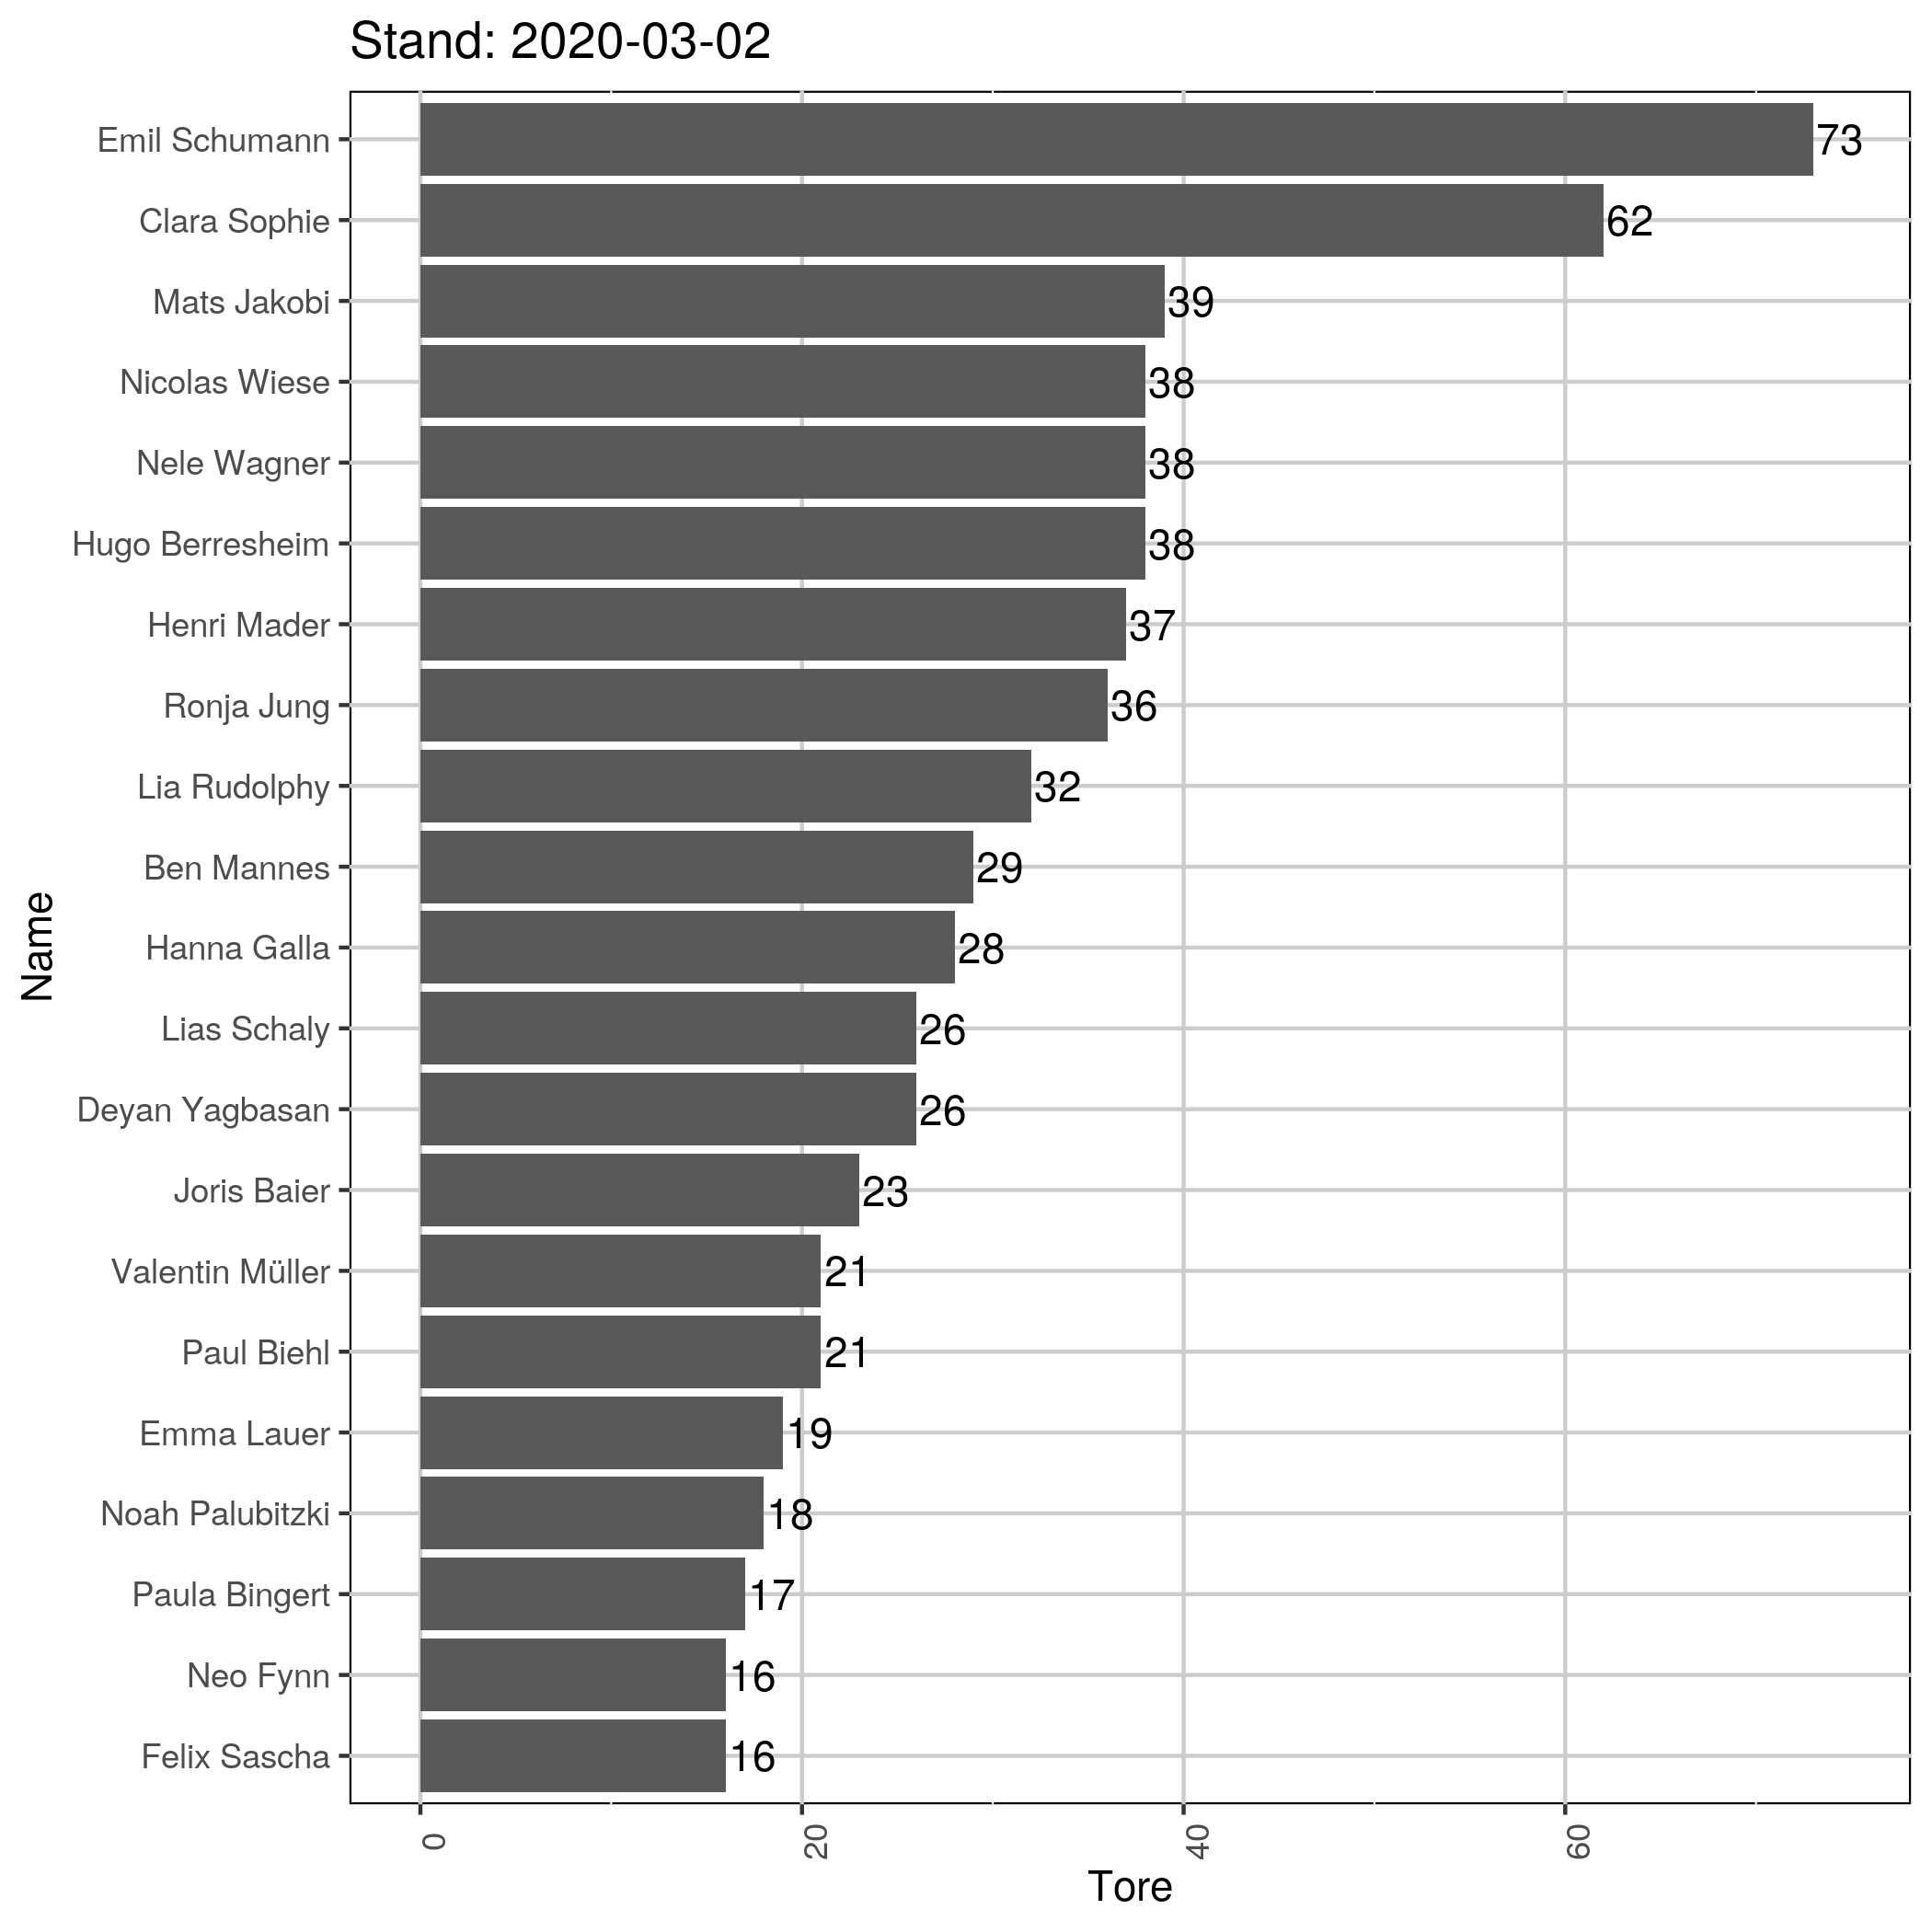 Stand: 2020-03-02
Name
Emil Schumann 73
Clara Sophie 62
Mats Jakobi 39
Nicolas Wiese 38
Nele Wagner 38
Hugo Berresheim 38
Henri Mader 37
Ronja Jung 36
Lia Rudolphy 32
Ben Mannes 29
Hanna Galla 28
Lias Schaly 26
Deyan Yagbasan 26
Joris Baier 23
Valentin Müller 21
Paul Biehl 21
Emma Lauer 19
Noah Palubitzki 18
Paula Bingert 17
Neo Fynn 16
Felix Sascha 16
0 20 40 60
Tore